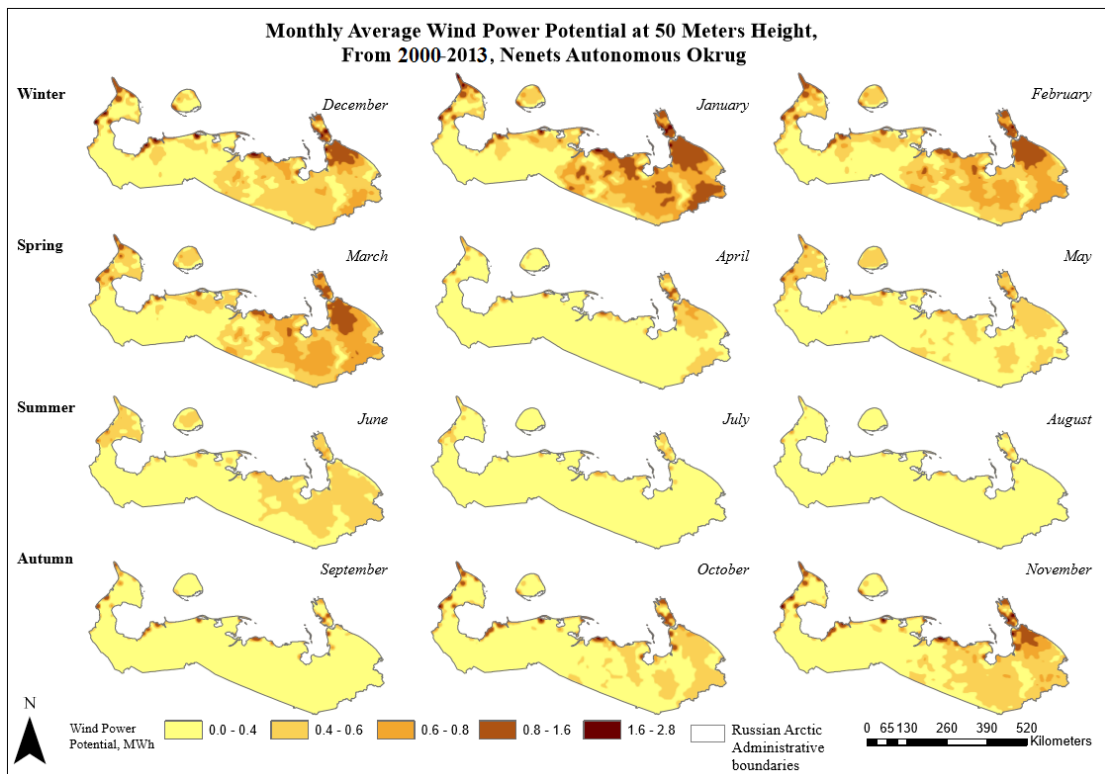 Monthly Average Wind Power Potential at 50 Meters Height,
From 2000-2013, Nenets Autonomous Okrug
Winter
December
January
February
Spring
March
April
May
Summer
June
July
August
Autumn
September
October
November
N
Wind Power
Potential, MWh
0.0 - 0.4
0.4 - 0.6
0.6 - 0.8
0.8 - 1.6
1.6 - 2.8
Russian Arctic
Administrative
boundaries
0 65130 260 390 520
Kilometers